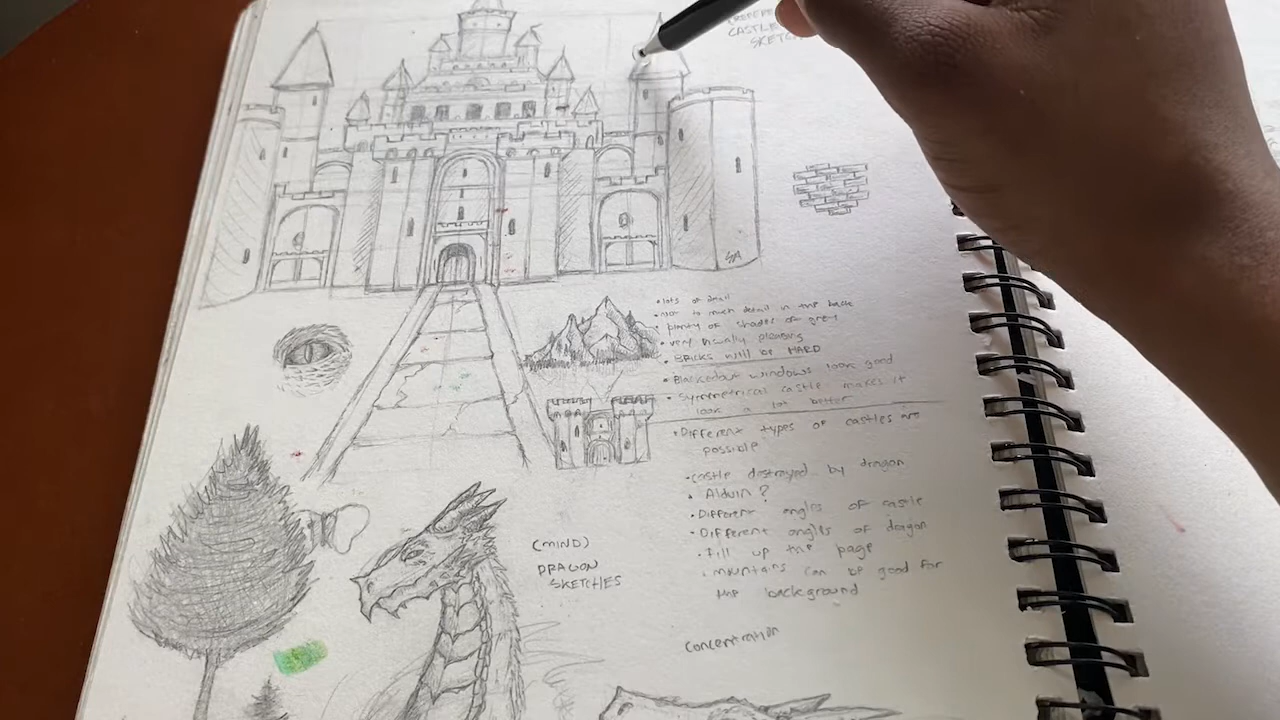 CASTLE
SKETCH
SA
• lots of detail
• not to much detail in the back
• plenty of shades of grey
• very visually pleasing
• BRICKS will be HARD
• Blackedout windows look good
• symmetrical castle makes it
look a lot better
• Different types of castles are
possible
• castle destroyed by dragon
• Alduin?
• Different angles of castle
• Different angles of dragon
• Fill up the page
• mountains can be good for
the background
(MIND)
DRAGON
SKETCHES
Concentration